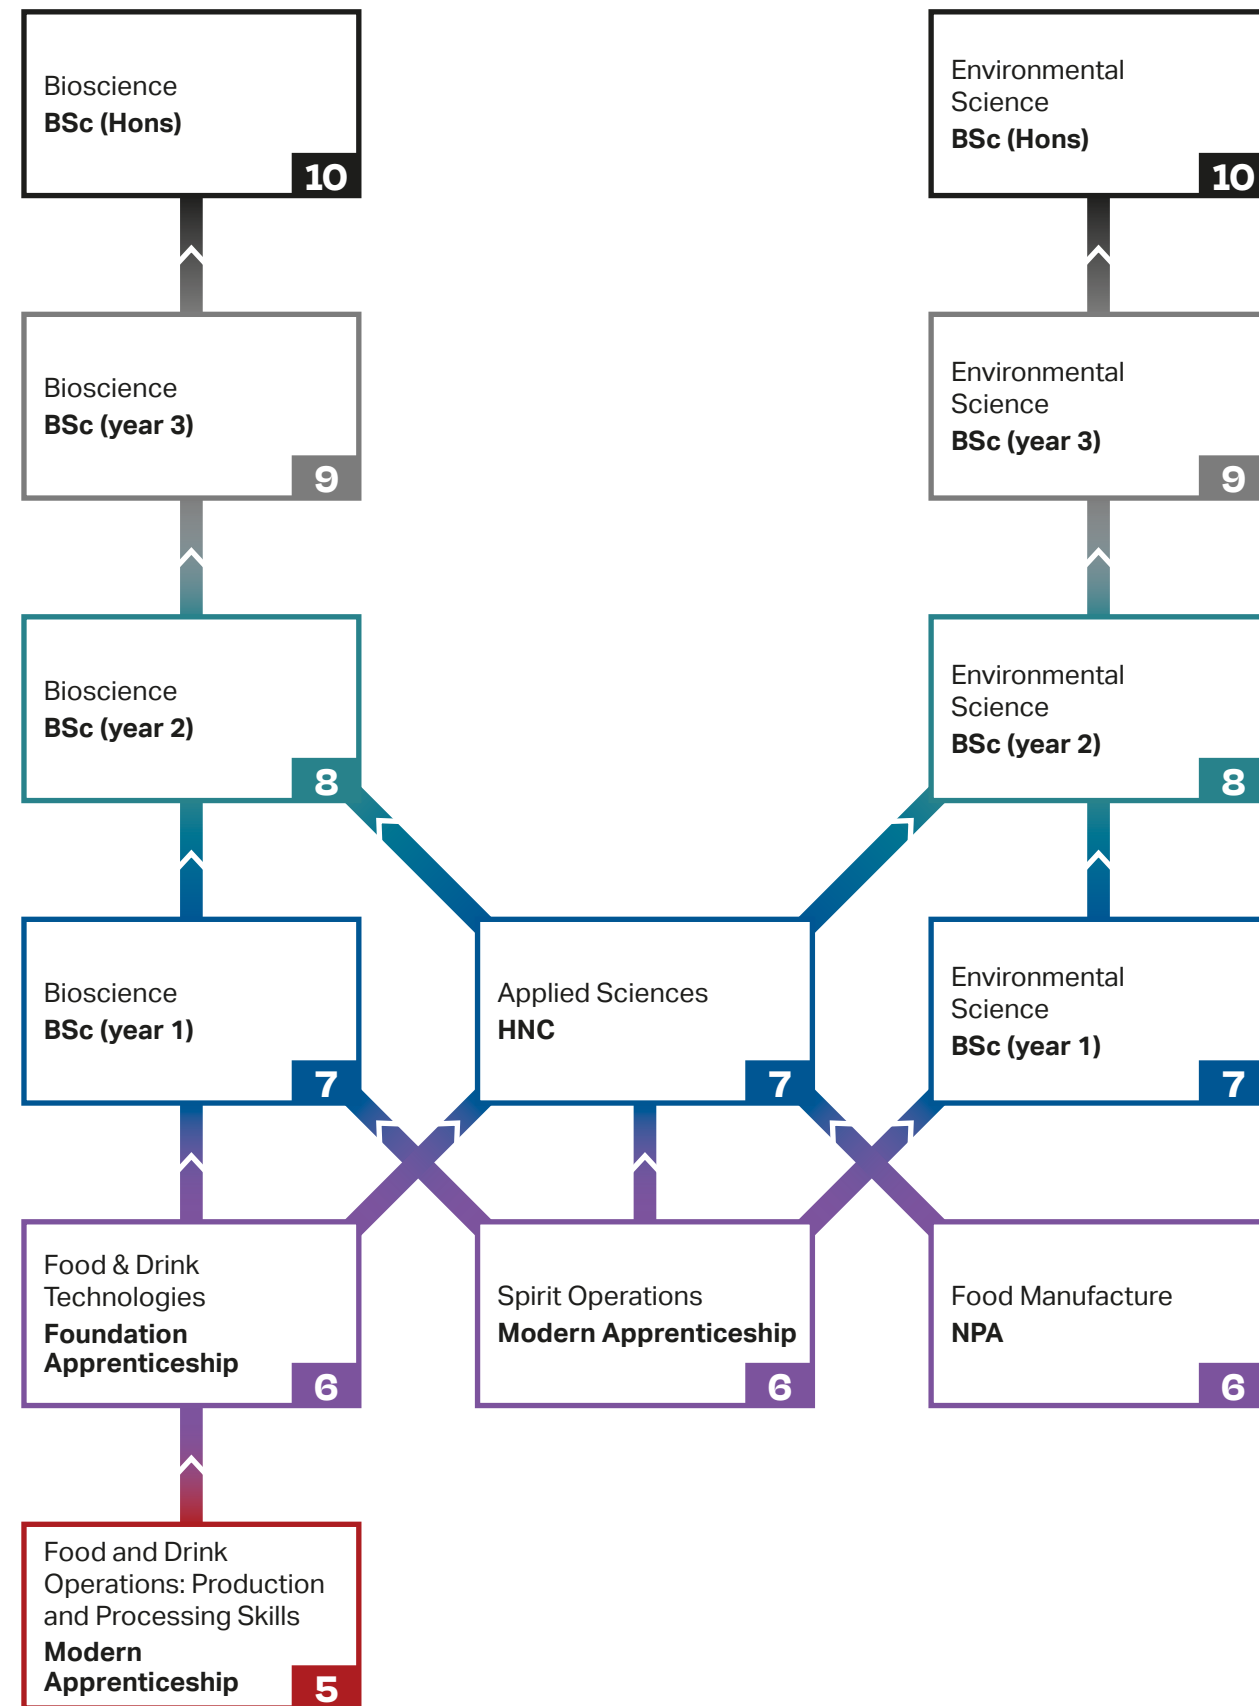 Bioscience
BSc (Hons)
10
Environmental
Science
BSc (Hons)
10
Bioscience
BSc (year 3)
9
Environmental
Science
BSc (year 3)
9
Bioscience
BSc (year 2)
8
Environmental
Science
BSc (year 2)
8
Bioscience
BSc (year 1)
7
Applied Sciences
HNC
7
Environmental
Science
BSc (year 1)
7
Food & Drink
Technologies
Foundation
Apprenticeship
6
Spirit Operations
Modern Apprenticeship
6
Food Manufacture
NPA
6
Food and Drink
Operations: Production
and Processing Skills
Modern
Apprenticeship
5